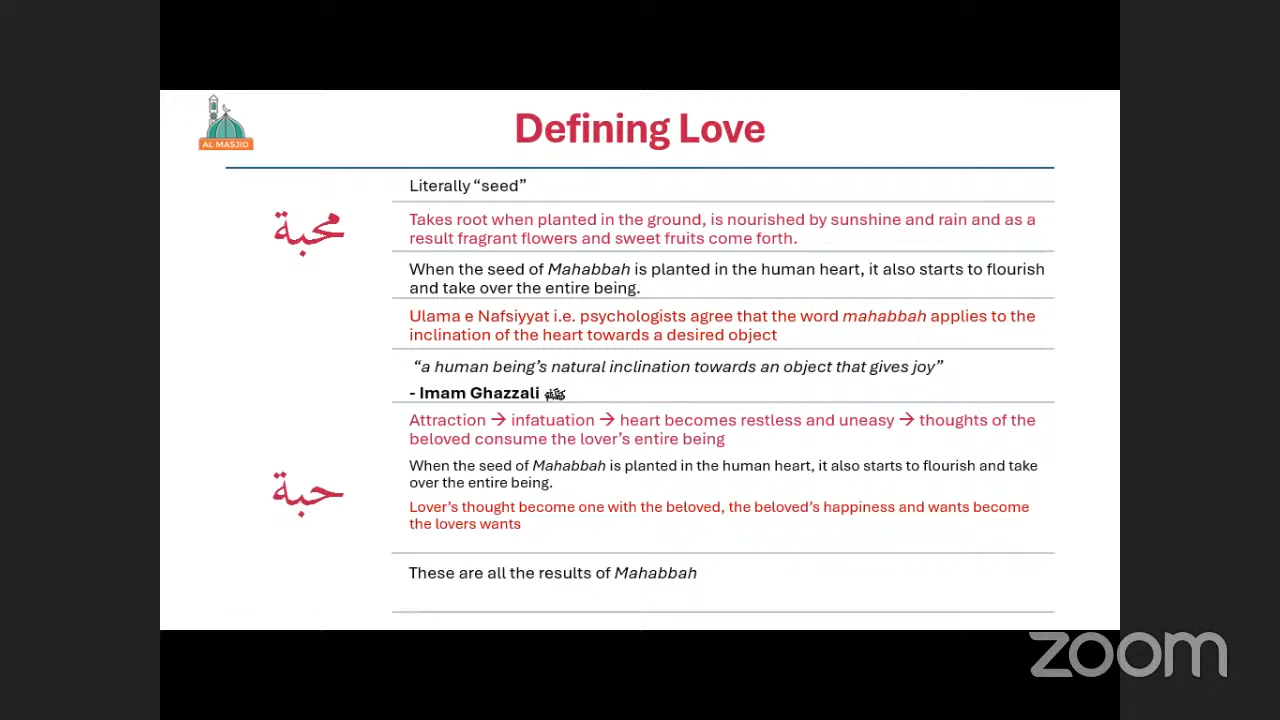 AL MASJID
Defining Love
محبة
Literally “seed”
Takes root when planted in the ground, is nourished by sunshine and rain and as a
result fragrant flowers and sweet fruits come forth.
When the seed of Mahabbah is planted in the human heart, it also starts to flourish
and take over the entire being.
Ulama e Nafsiyyat i.e. psychologists agree that the word mahabbah applies to the
inclination of the heart towards a desired object
“a human being’s natural inclination towards an object that gives joy”
- Imam Ghazzali
Attraction → infatuation → heart becomes restless and uneasy → thoughts of the
beloved consume the lover’s entire being
حبة
When the seed of Mahabbah is planted in the human heart, it also starts to flourish and take
over the entire being.
Lover’s thought become one with the beloved, the beloved’s happiness and wants become
the lovers wants
These are all the results of Mahabbah
zoom